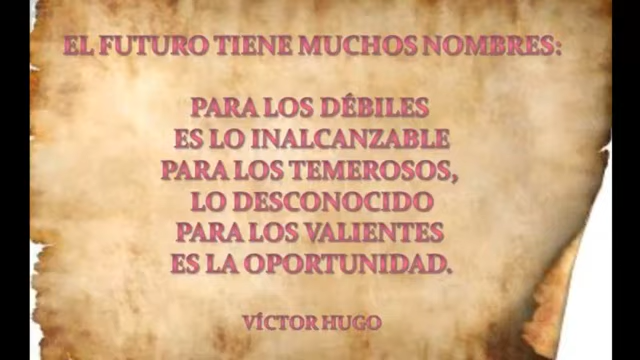 EL FUTURO TIENE MUCHOS NOMBRES:
PARA LOS DÉBILES
ES LO INALCANZABLE
PARA LOS TEMEROSOS,
LO DESCONOCIDO
PARA LOS VALIENTES
ES LA OPORTUNIDAD.
VÍCTOR HUGO